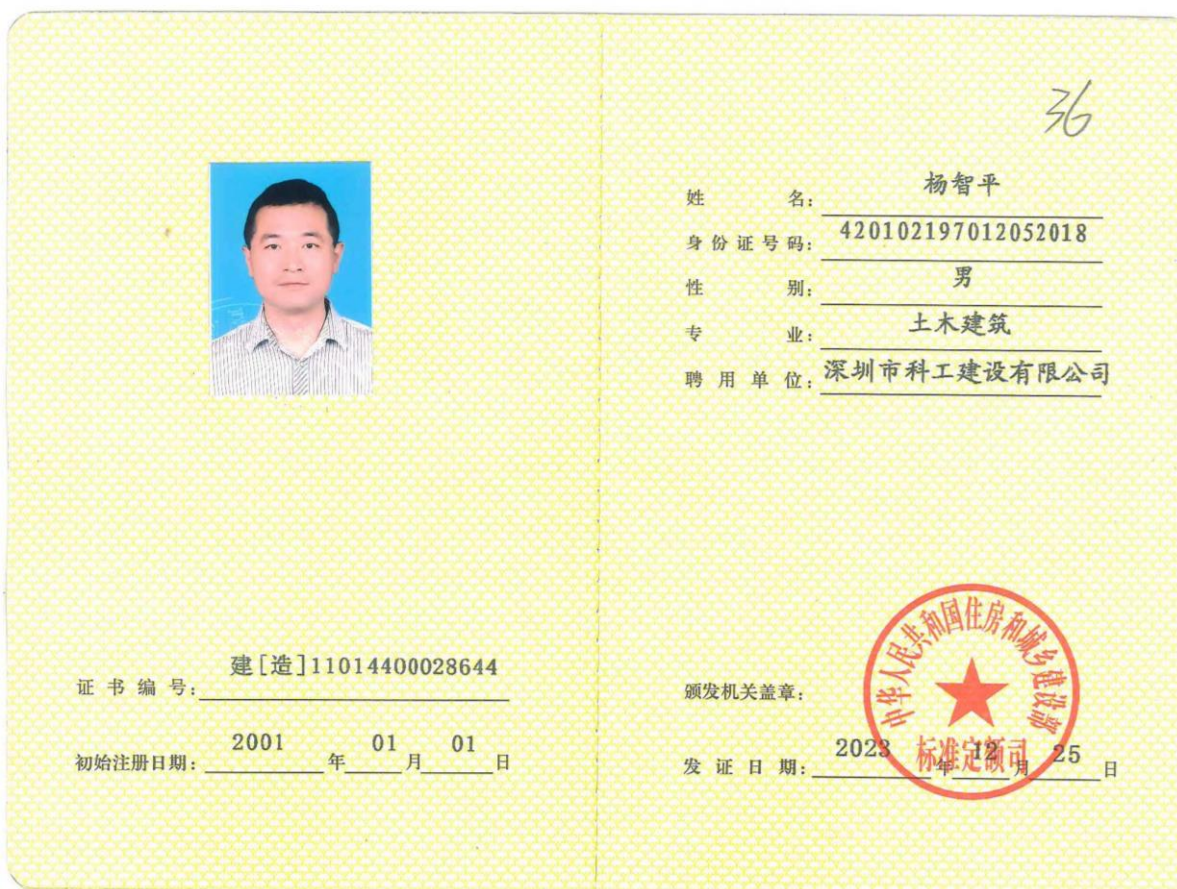 36
姓 名: 杨智平
身份证号码: 420102197012052018
性 别: 男
专 业: 土木建筑
聘用单位: 深圳市科工建设有限公司
证书编号: 建[造]11014400028644
初始注册日期: 2001 年 01 月 01 日
颁发机关盖章:
中华人民共和国住房和城乡建设部
标准定额司
发证日期: 2023 年 12 月 25 日